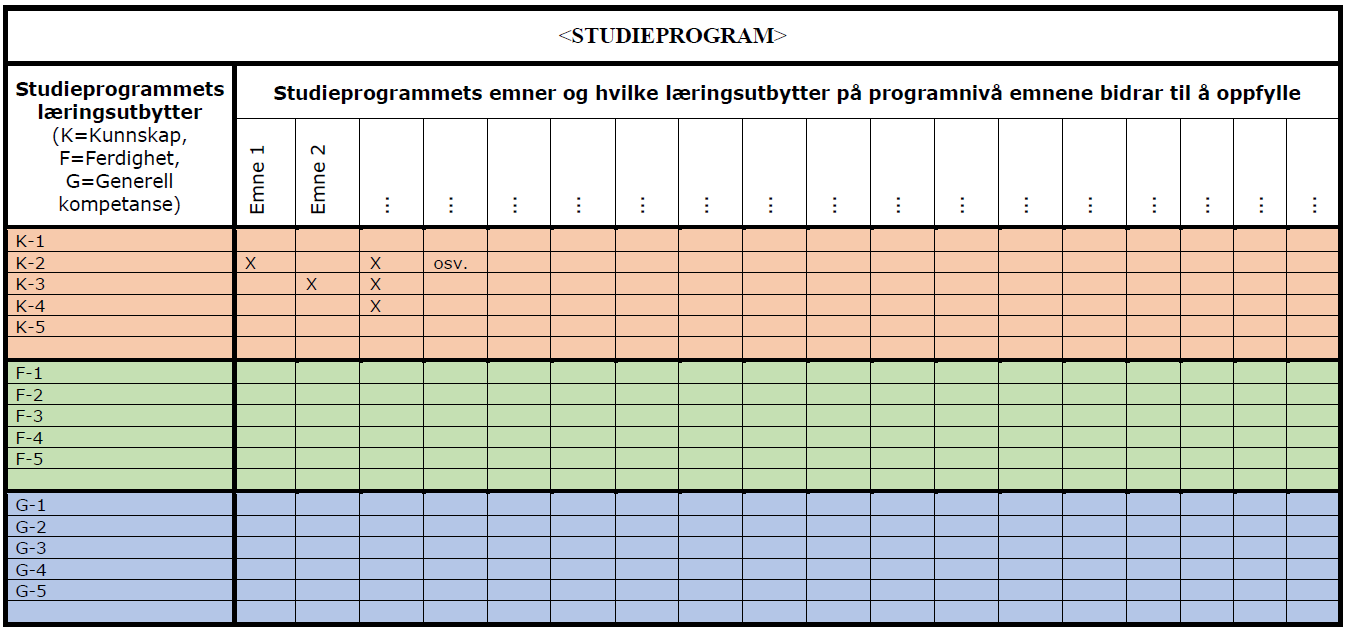 <STUDIEPROGRAM>
Studieprogrammets
læringsutbytter
(K=Kunnskap,
F=Ferdighet,
G=Generell
kompetanse)
Studieprogrammets emner og hvilke læringsutbytter på programnivå emnene bidrar til å oppfylle
Emne 1 Emne 2 ... ... ... ... ... ... ... ... ... ... ... ... ... ... ... ...
K-1
K-2 X X osv.
K-3 X X
K-4 X
K-5
F-1
F-2
F-3
F-4
F-5
G-1
G-2
G-3
G-4
G-5